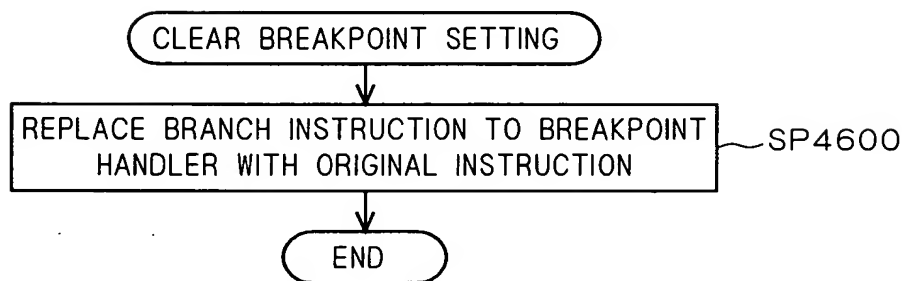 CLEAR BREAKPOINT SETTING
REPLACE BRANCH INSTRUCTION TO BREAKPOINT
HANDLER WITH ORIGINAL INSTRUCTION
SP4600
END